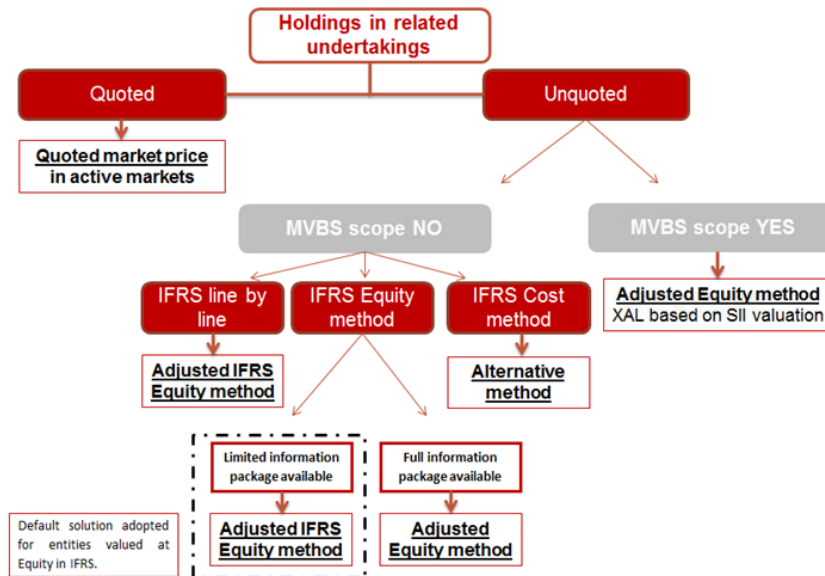 Holdings in related
undertakings
Quoted
Unquoted
Quoted market price
in active markets
MVBS scope NO
MVBS scope YES
IFRS line by
line
IFRS Equity
method
IFRS Cost
method
Adjusted Equity method
XAL based on SII valuation
Adjusted IFRS
Equity method
Alternative
method
Limited information
package available
Full information
package available
Default solution adopted
for entities valued at
Equity in IFRS.
Adjusted IFRS
Equity method
Adjusted
Equity method